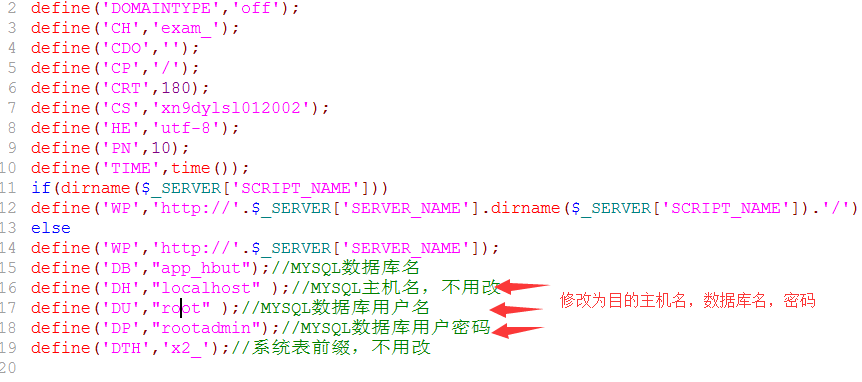 2 define('DOMAINTYPE','off');
3 define('CH','exam_');
4 define('CDO','');
5 define('CP','/');
6 define('CRT',180);
7 define('CS','xn9dylsl012002');
8 define('HE','utf-8');
9 define('PN',10);
10 define('TIME',time());
11 if(dirname($_SERVER['SCRIPT_NAME']))
12 define('WP','http://'.$_SERVER['SERVER_NAME'].dirname($_SERVER['SCRIPT_NAME']).'/')
13 else
14 define('WP','http://'.$_SERVER['SERVER_NAME']);
15 define('DB',"app_hbut");//MYSQL数据库名
16 define('DH',"localhost" );//MYSQL主机名，不用改
修改为目的主机名，数据库名，密码
17 define('DU',"root" );//MYSQL数据库用户名
18 define('DP',"rootadmin");//MYSQL数据库用户密码
19 define('DTH','x2_');//系统表前缀，不用改
20